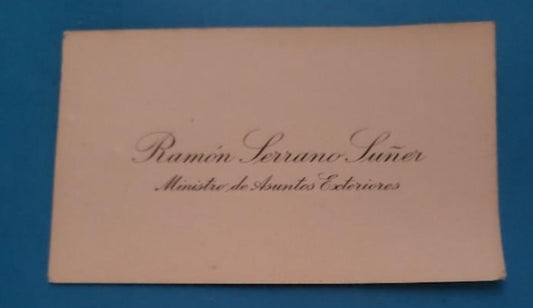 Ramón Serrano Suñer
Ministro de Asuntos Exteriores